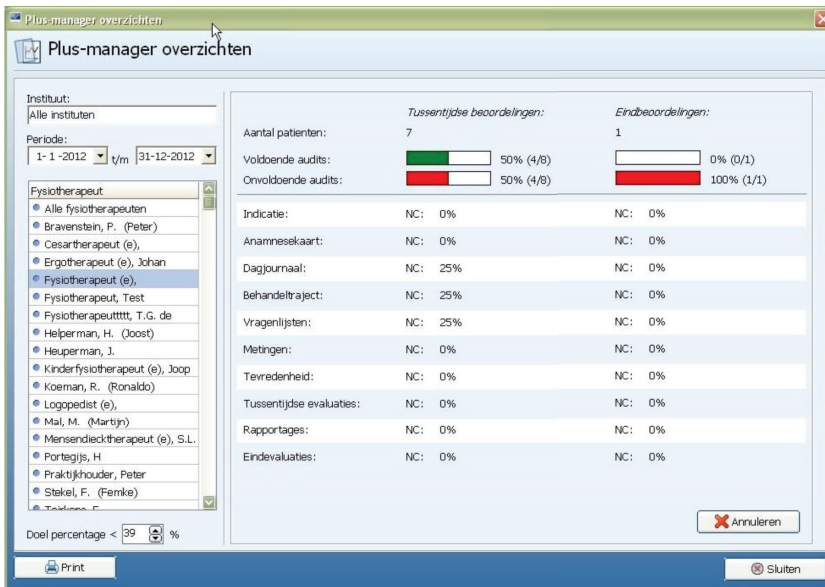 Plus-manager overzichten
Plus-manager overzichten
Instituut:
Alle instituten
Periode:
1- 1 -2012 t/m 31-12-2012
Fysiotherapeut
Alle fysiotherapeuten
Bravenstein, P. (Peter)
Cesartherapeut (e),
Ergotherapeut (e), Johan
Fysiotherapeut (e),
Fysiotherapeut, Test
Fysiotherapeuttttt, T.G. de
Helperman, H. (Joost)
Heuperman, J.
Kinderfysiotherapeut (e), Joop
Koeman, R. (Ronaldo)
Logopedist (e),
Mal, M. (Martijn)
Mensendiecktherapeut (e), S.L.
Portegijs, H
Praktijkhouder, Peter
Stekel, F. (Femke)
Doel percentage < 39 %
Tussentijdse beoordelingen: Eindbeoordelingen:
Aantal patienten: 7 1
Voldoende audits: 50% (4/8) 0% (0/1)
Onvoldoende audits: 50% (4/8) 100% (1/1)
Indicatie: NC: 0% NC: 0%
Anamnesekaart: NC: 0% NC: 0%
Dagjournaal: NC: 25% NC: 0%
Behandeltraject: NC: 25% NC: 0%
Vragenlijsten: NC: 25% NC: 0%
Metingen: NC: 0% NC: 0%
Tevredenheid: NC: 0% NC: 0%
Tussentijdse evaluaties: NC: 0% NC: 0%
Rapportages: NC: 0% NC: 0%
Eindevaluaties: NC: 0% NC: 0%
Annuleren
Print
Sluiten